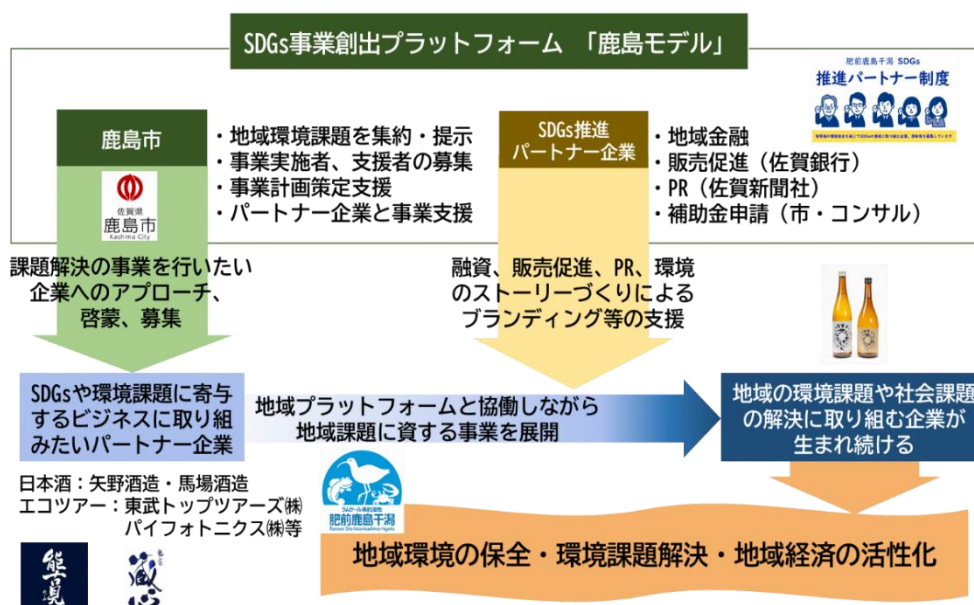 SDGs事業創出プラットフォーム 「鹿島モデル」
肥前鹿島干潟 SDGs
推進パートナー制度
鹿島市
佐賀県
鹿島市
Kashima City
・地域環境課題を集約・提示
・事業実施者、支援者の募集
・事業計画策定支援
・パートナー企業と事業支援
SDGs推進
パートナー企業
・地域金融
・販売促進（佐賀銀行）
・PR（佐賀新聞社）
・補助金申請（市・コンサル）
課題解決の事業を行いたい
企業へのアプローチ、
啓蒙、募集
融資、販売促進、PR、環境
のストーリーづくりによる
ブランディング等の支援
SDGsや環境課題に寄与
するビジネスに取り組
みたいパートナー企業
地域プラットフォームと協働しながら
地域課題に資する事業を展開
地域の環境課題や社会課題
の解決に取り組む企業が
生まれ続ける
日本酒：矢野酒造・馬場酒造
エコツアー：東武トップツアーズ㈱
パイフォトニクス㈱等
ラムサール条約湿地
肥前鹿島干潟
地域環境の保全・環境課題解決・地域経済の活性化